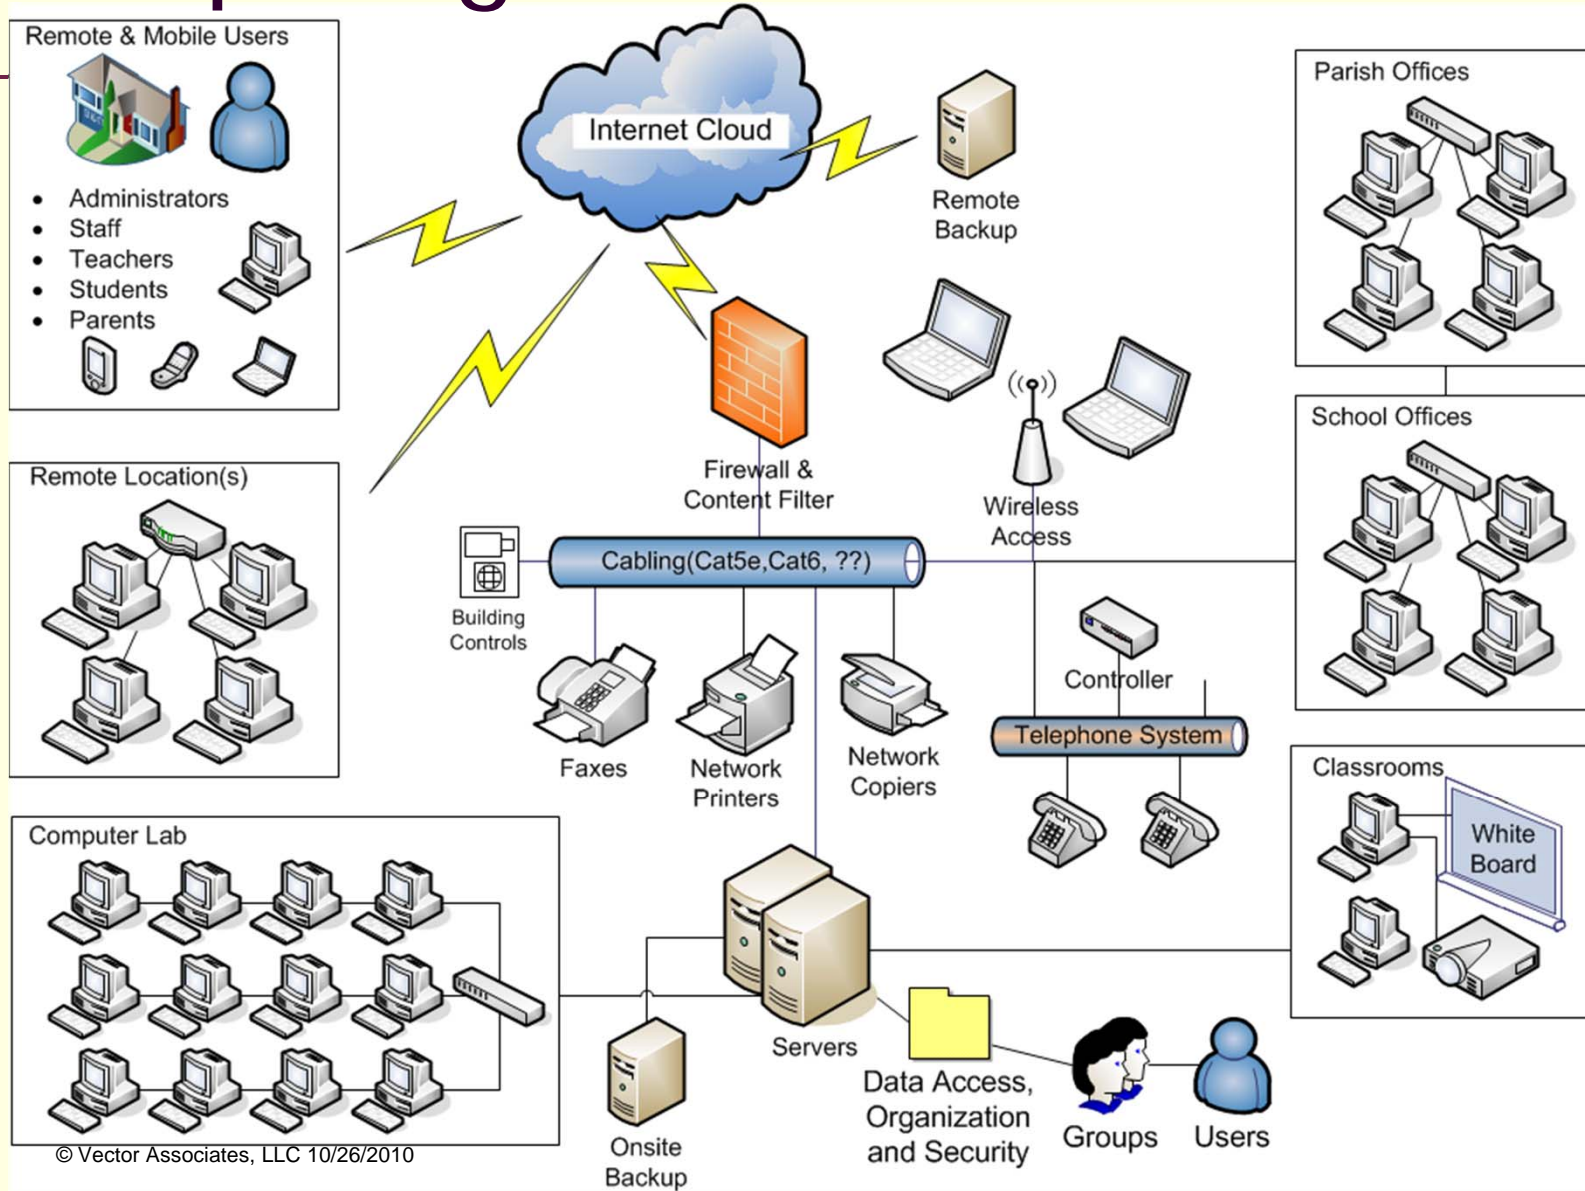 Remote & Mobile Users
• Administrators
• Staff
• Teachers
• Students
• Parents
Internet Cloud
Remote
Backup
Parish Offices
School Offices
Remote Location(s)
Firewall &
Content Filter
Wireless
Access
Cabling(Cat5e,Cat6, ??)
Building
Controls
Faxes
Network
Printers
Network
Copiers
Controller
Telephone System
Classrooms
White
Board
Computer Lab
Servers
Onsite
Backup
Data Access,
Organization
and Security
Groups
Users
© Vector Associates, LLC 10/26/2010